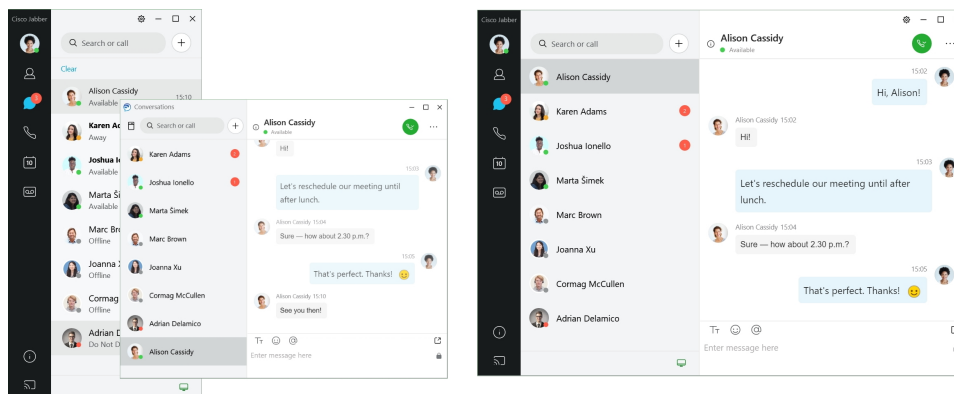 Cisco Jabber
Search or call
Clear
3
10
Alison Cassidy
Available
15:10
Karen Ad
Away
Joshua Io
Available
Marta Ši
Available
Marc Bro
Offline
Joanna
Offline
Cormag
Offline
Adrian D
Do Not D
Conversations
Search or call
Karen Adams
Joshua Ionello
Marta Šimek
Marc Brown
Joanna Xu
Cormag McCullen
Adrian Delamico
Alison Cassidy
Alison Cassidy
Available
Hi!
15:03
Let's reschedule our meeting until
after lunch.
Alison Cassidy 15:04
Sure — how about 2.30 p.m.?
15:05
That's perfect. Thanks!
Alison Cassidy 15:10
See you then!
Enter message here
Cisco Jabber
Search or call
10
Alison Cassidy
Karen Adams
Joshua Ionello
Marta Šimek
Marc Brown
Joanna Xu
Cormag McCullen
Adrian Delamico
Alison Cassidy
Available
15:02
Hi, Alison!
Alison Cassidy 15:02
Hi!
15:03
Let's reschedule our meeting until after
lunch.
Alison Cassidy 15:04
Sure — how about 2.30 p.m.?
15:05
That's perfect. Thanks!
Enter message here